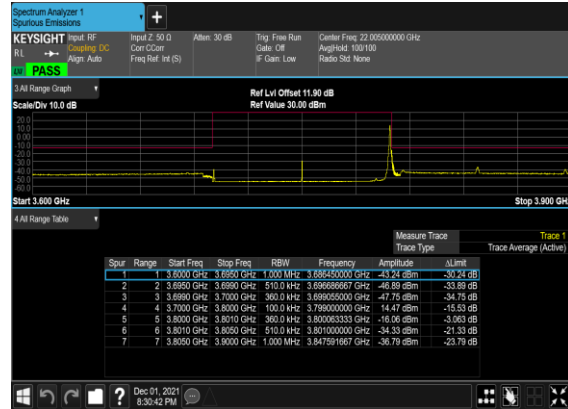 Spectrum Analyzer 1
Spurious Emissions
+
KEYSIGHT Input: RF Input Z: 50 Ω Atten: 30 dB Trig: Free Run Center Freq: 22.005000000 GHz
RL Coupling: DC Corr CCorr Gate: Off Avg|Hold: 100/100
Align: Auto Freq Ref: Int (S) IF Gain: Low Radio Std: None
PASS
3 All Range Graph Ref Lvl Offset 11.90 dB
Scale/Div 10.0 dB Ref Value 30.00 dBm
20.0
10.0
0.00
-10.0
-20.0
-30.0
-40.0
-50.0
-60.0
Start 3.600 GHz Stop 3.900 GHz
4 All Range Table
Measure Trace Trace 1
Trace Type Trace Average (Active)
Spur Range Start Freq Stop Freq RBW Frequency Amplitude ΔLimit
1 1 3.6000 GHz 3.6950 GHz 1.000 MHz 3.686450000 GHz -43.24 dBm -30.24 dB
2 2 3.6950 GHz 3.6990 GHz 510.0 kHz 3.696686667 GHz -46.89 dBm -33.89 dB
3 3 3.6990 GHz 3.7000 GHz 360.0 kHz 3.699055000 GHz -47.75 dBm -34.75 dB
4 4 3.7000 GHz 3.8000 GHz 100.0 kHz 3.799000000 GHz 14.47 dBm -15.53 dB
5 5 3.8000 GHz 3.8010 GHz 360.0 kHz 3.800063333 GHz -16.06 dBm -3.063 dB
6 6 3.8010 GHz 3.8050 GHz 510.0 kHz 3.801000000 GHz -34.33 dBm -21.33 dB
7 7 3.8050 GHz 3.9000 GHz 1.000 MHz 3.847591667 GHz -36.79 dBm -23.79 dB
? Dec 01, 2021
8:30:42 PM